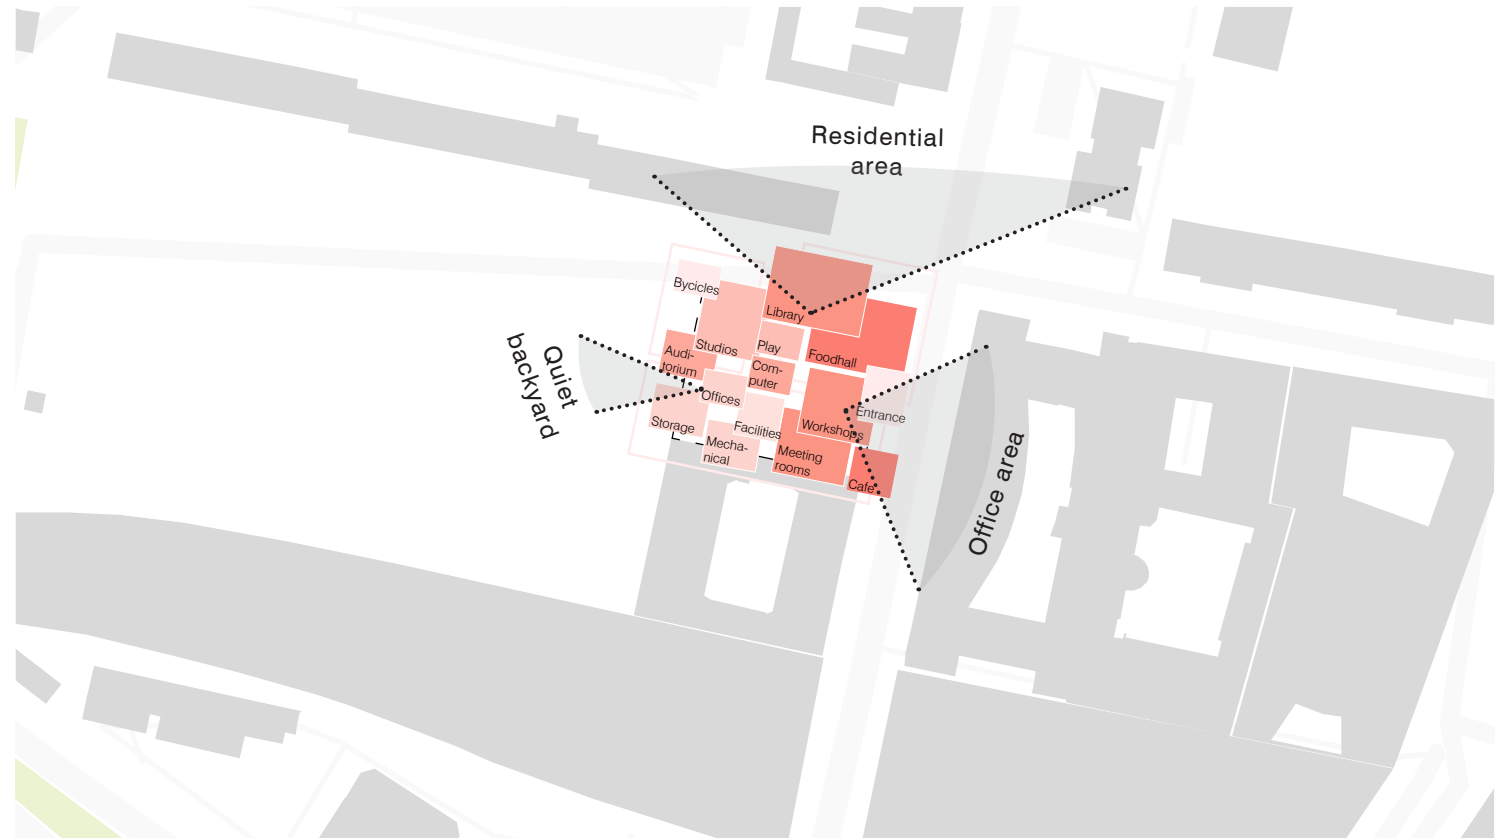 Residential
area
Bycicles
Library
Studios
Play
Foodhall
Audi-
torium
Com-
puter
Offices
Entrance
Storage
Facilities
Workshops
Mecha-
nical
Meeting
rooms
Cafe
Quiet
backyard
Office area